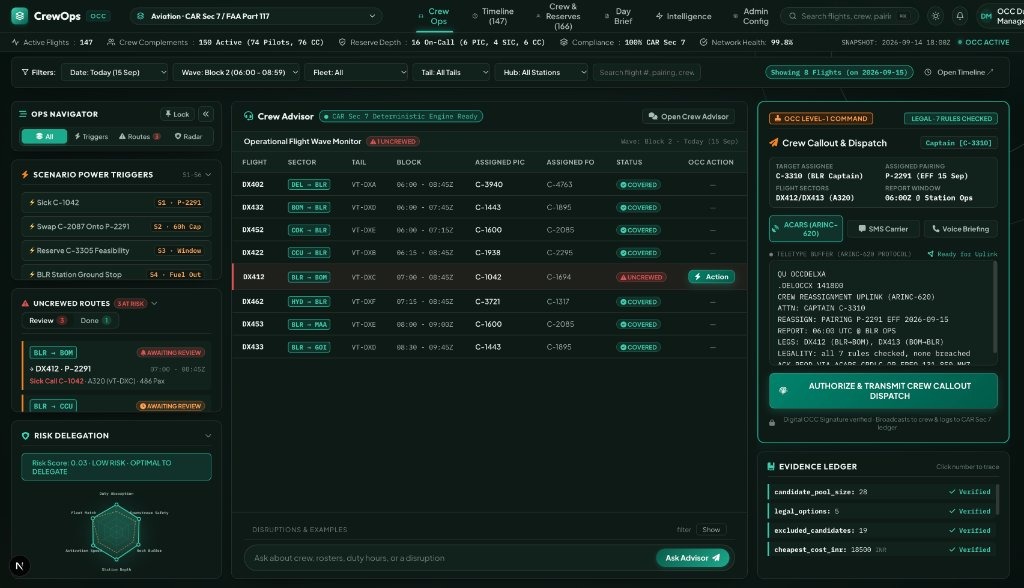 CrewOps OCC
Aviation · CAR Sec 7 / FAA Part 117
Crew Ops
Timeline (147)
Crew & Reserves (166)
Day Brief
Intelligence
Admin Config
Search flights, crew, pairin
DM
OCC Du
Manage
Active Flights : 147
Crew Complements : 150 Active (74 Pilots, 76 CC)
Reserve Depth : 16 On-Call (6 PIC, 4 SIC, 6 CC)
Compliance : 100% CAR Sec 7
Network Health: 99.8%
SNAPSHOT: 2026-09-14 18:00Z
OCC ACTIVE
Filters:
Date: Today (15 Sep)
Wave: Block 2 (06:00 - 08:59)
Fleet: All
Tail: All Tails
Hub: All Stations
Search flight #, pairing, crew
Showing 8 Flights (on 2026-09-15)
Open Timeline
OPS NAVIGATOR
Lock
All
Triggers
Routes 3
Radar
SCENARIO POWER TRIGGERS
S1-S6
Sick C-1042
S1 · P-2291
Swap C-2087 Onto P-2291
S2 · 60h Cap
Reserve C-3305 Feasibility
S3 · Window
BLR Station Ground Stop
S4 · Fuel Out
UNCREWED ROUTES
3 AT RISK
Review 3
Done 1
BLR → BOM
AWAITING REVIEW
DX412 · P-2291
07:00 - 08:45Z
Sick Call C-1042 · A320 (VT-DXC) · 486 Pax
BLR → CCU
AWAITING REVIEW
RISK DELEGATION
Risk Score: 0.03 · LOW RISK · OPTIMAL TO DELEGATE
Duty Absorption
Fleet Match
Station Depth
N
Crew Advisor
CAR Sec 7 Deterministic Engine Ready
Open Crew Advisor
Operational Flight Wave Monitor
1 UNCREWED
Wave: Block 2 - Today (15 Sep)
FLIGHT SECTOR TAIL BLOCK ASSIGNED PIC ASSIGNED FO STATUS OCC ACTION
DX402 DEL → BLR VT-DXA 06:00 - 08:45Z C-3940 C-4763 COVERED —
DX432 BOM → BLR VT-DXD 06:00 - 07:45Z C-1443 C-1895 COVERED —
DX452 COK → BLR VT-DXF 06:00 - 07:15Z C-1600 C-2085 COVERED —
DX422 CCU → BLR VT-DXB 06:15 - 08:45Z C-1938 C-2295 COVERED —
DX412 BLR → BOM VT-DXC 07:00 - 08:45Z C-1042 C-1694 UNCREWED Action
DX462 HYD → BLR VT-DXF 07:15 - 08:45Z C-3721 C-1317 COVERED —
DX453 BLR → MAA VT-DXD 08:00 - 09:00Z C-1600 C-2085 COVERED —
DX433 BLR → GOI VT-DXD 08:30 - 09:45Z C-1443 C-1895 COVERED —
DISRUPTIONS & EXAMPLES
filter
Show
Ask about crew, rosters, duty hours, or a disruption
Ask Advisor
OCC LEVEL-1 COMMAND
LEGAL · 7 RULES CHECKED
Crew Callout & Dispatch
Captain [C-3310]
TARGET ASSIGNEE
C-3310 (BLR Captain)
ASSIGNED PAIRING
P-2291 (EFF 15 Sep)
FLIGHT SECTORS
DX412/DX413 (A320)
REPORT WINDOW
06:00Z @ Station Ops
ACARS (ARINC-620)
SMS Carrier
Voice Briefing
TELETYPE BUFFER (ARINC-620 PROTOCOL)
Ready for Uplink
QU OCCDELXA
.DELOCCX 141800
CREW REASSIGNMENT UPLINK (ARINC-620)
ATTN: CAPTAIN C-3310
REASSIGN: PAIRING P-2291 EFF 2026-09-15
REPORT: 06:00 UTC @ BLR OPS
LEGS: DX412 (BLR→BOM), DX413 (BOM→BLR)
LEGALITY: all 7 rules checked, none breached
AUTHORIZE & TRANSMIT CREW CALLOUT DISPATCH
Digital OCC Signature verified · Broadcasts to crew & logs to CAR Sec 7 ledger
EVIDENCE LEDGER
Click number to trace
candidate_pool_size: 28
Verified
legal_options: 5
Verified
excluded_candidates: 19
Verified
cheapest_cost_inr: 18500 INR
Verified